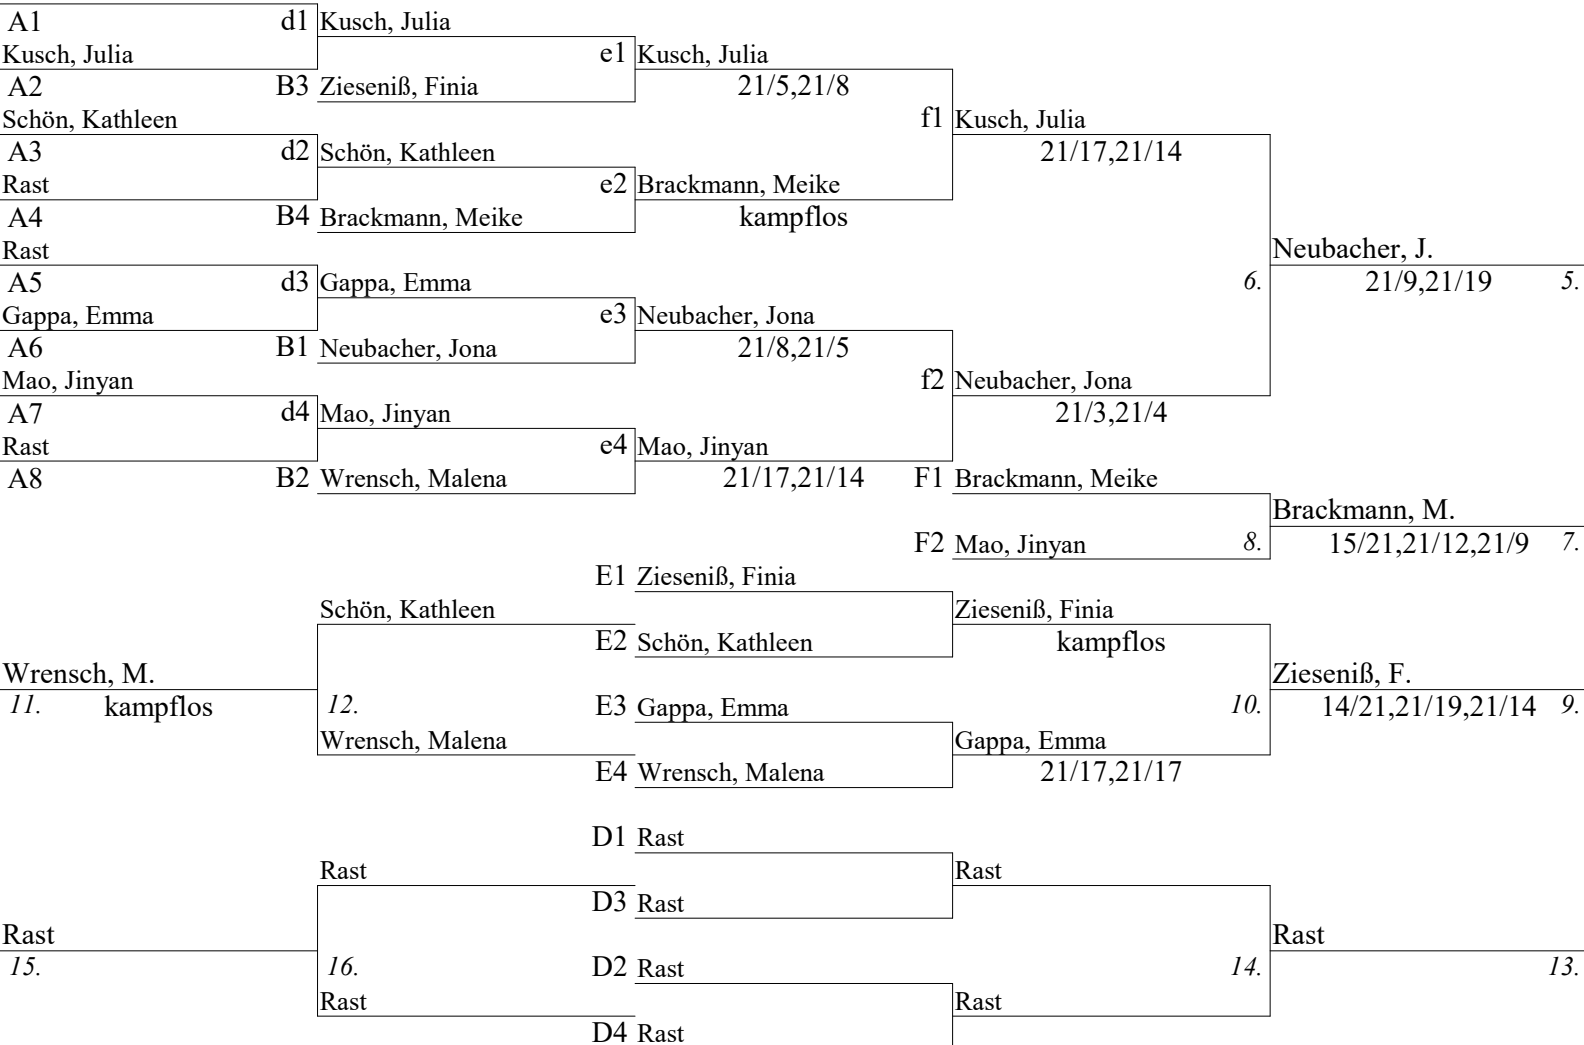 A1 d1 Kusch, Julia
Kusch, Julia e1 Kusch, Julia
A2 B3 Zieseniß, Finia 21/5,21/8
Schön, Kathleen f1 Kusch, Julia
A3 d2 Schön, Kathleen 21/17,21/14
Rast e2 Brackmann, Meike
A4 B4 Brackmann, Meike kampflos
Rast Neubacher, J.
A5 d3 Gappa, Emma 6. 21/9,21/19 5.
Gappa, Emma e3 Neubacher, Jona
A6 B1 Neubacher, Jona 21/8,21/5
Mao, Jinyan f2 Neubacher, Jona
A7 d4 Mao, Jinyan 21/3,21/4
Rast e4 Mao, Jinyan
A8 B2 Wrensch, Malena 21/17,21/14 F1 Brackmann, Meike
Brackmann, M.
F2 Mao, Jinyan 8. 15/21,21/12,21/9 7.
E1 Zieseniß, Finia
Schön, Kathleen Zieseniß, Finia
E2 Schön, Kathleen kampflos
Wrensch, M. Zieseniß, F.
11. kampflos 12. E3 Gappa, Emma 10. 14/21,21/19,21/14 9.
Wrensch, Malena Gappa, Emma
E4 Wrensch, Malena 21/17,21/17
D1 Rast
Rast Rast
D3 Rast
Rast Rast
15. 16. D2 Rast 14. 13.
Rast Rast
D4 Rast